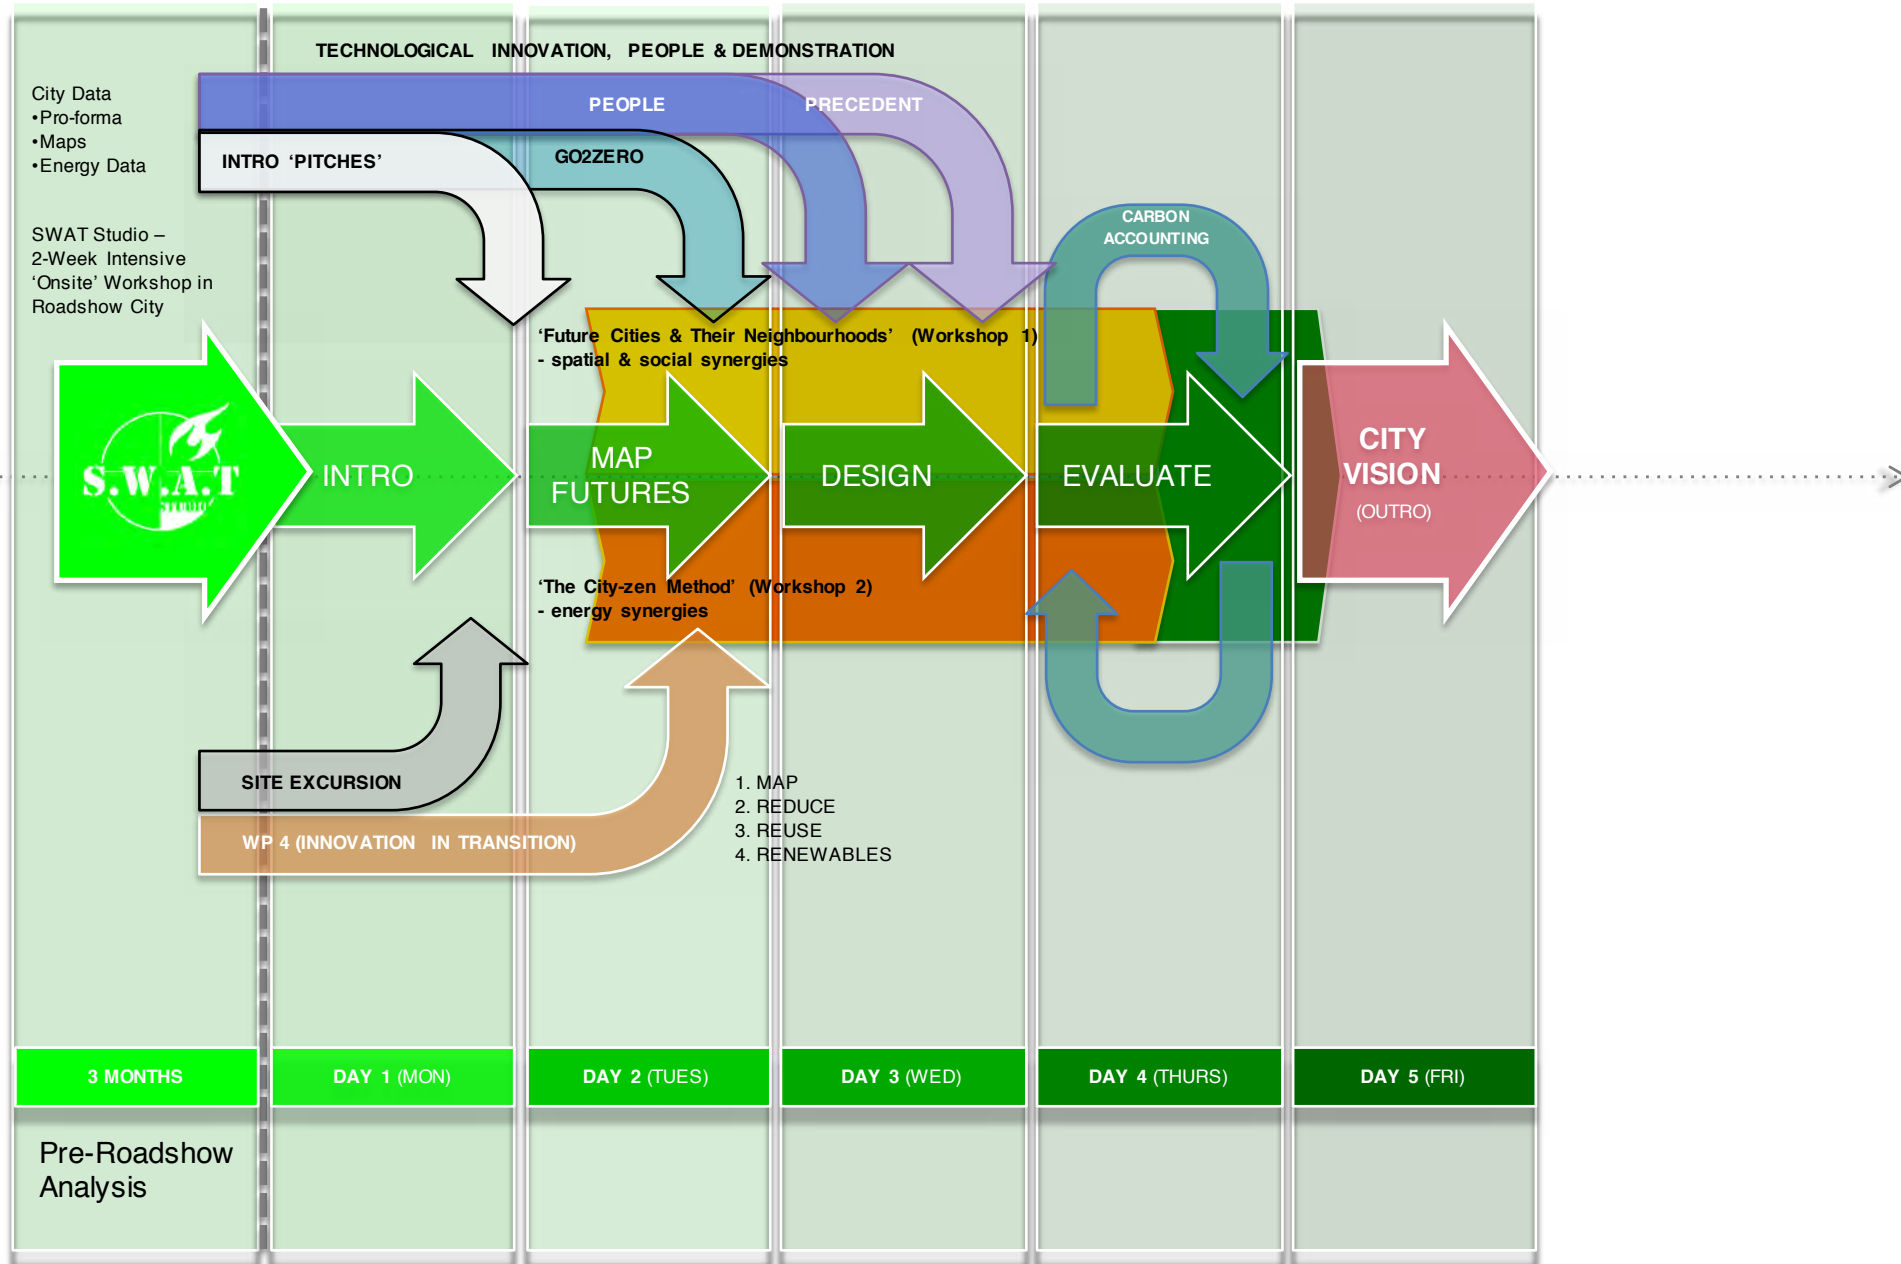 TECHNOLOGICAL INNOVATION, PEOPLE & DEMONSTRATION
City Data
•Pro-forma
•Maps
•Energy Data
SWAT Studio –
2-Week Intensive
‘Onsite’ Workshop in
Roadshow City
PEOPLE
PRECEDENT
INTRO ‘PITCHES’
GO2ZERO
CARBON
ACCOUNTING
‘Future Cities & Their Neighbourhoods’ (Workshop 1)
- spatial & social synergies
S.W.A.T
STUDIO
INTRO
MAP
FUTURES
DESIGN
EVALUATE
CITY
VISION
(OUTRO)
‘The City-zen Method’ (Workshop 2)
- energy synergies
SITE EXCURSION
WP 4 (INNOVATION IN TRANSITION)
1. MAP
2. REDUCE
3. REUSE
4. RENEWABLES
3 MONTHS
DAY 1 (MON)
DAY 2 (TUES)
DAY 3 (WED)
DAY 4 (THURS)
DAY 5 (FRI)
Pre-Roadshow
Analysis